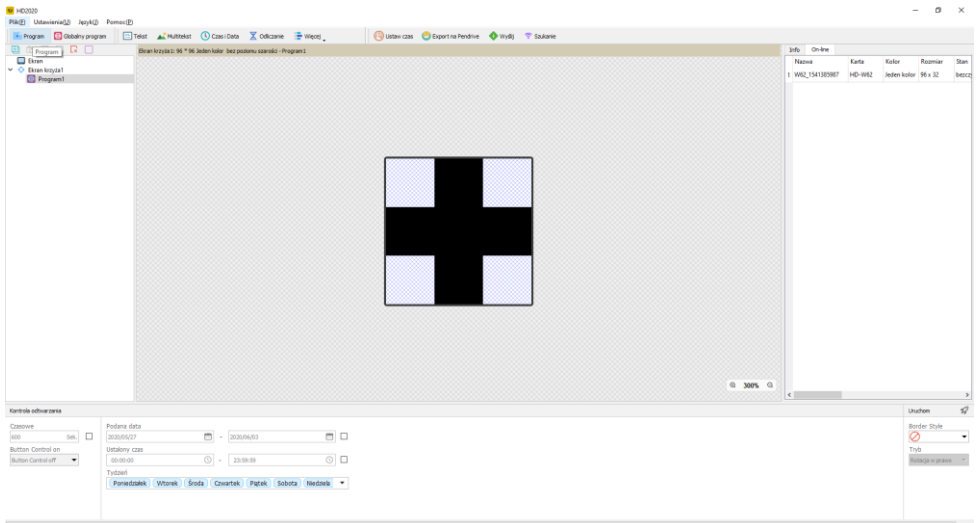 HD2020
Plik(F) Ustawienia(U) Język(J) Pomoc(P)
Program Globalny program Tekst Multitekst Czas i Data Odliczanie Więcej Ustaw czas Export na Pendrive Wyślij Szukanie
Program
Ekran krzyża1: 96 * 96 Jeden kolor bez poziomu szarości - Program1
Info On-line
Ekran
Ekran krzyża1
Program1
Nazwa Karta Kolor Rozmiar Stan
1 W62_1541385987 HD-W62 Jeden kolor 96 x 32
300%
Kontrola odtwarzania
Uruchom
Czasowe
600 Sek.
Podana data
2020/05/27 - 2020/06/03
Border Style
Button Control on
Button Control off
Ustalony czas
00:00:00 - 23:59:59
Tryb
Rotacja w prawo
Tydzień
Poniedziałek Wtorek Środa Czwartek Piątek Sobota Niedziela